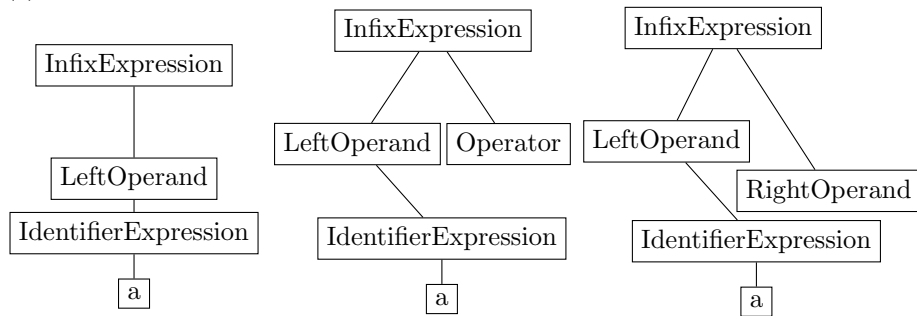 InfixExpression
LeftOperand
IdentifierExpression
a
InfixExpression
LeftOperand Operator
IdentifierExpression
a
InfixExpression
LeftOperand
RightOperand
IdentifierExpression
a